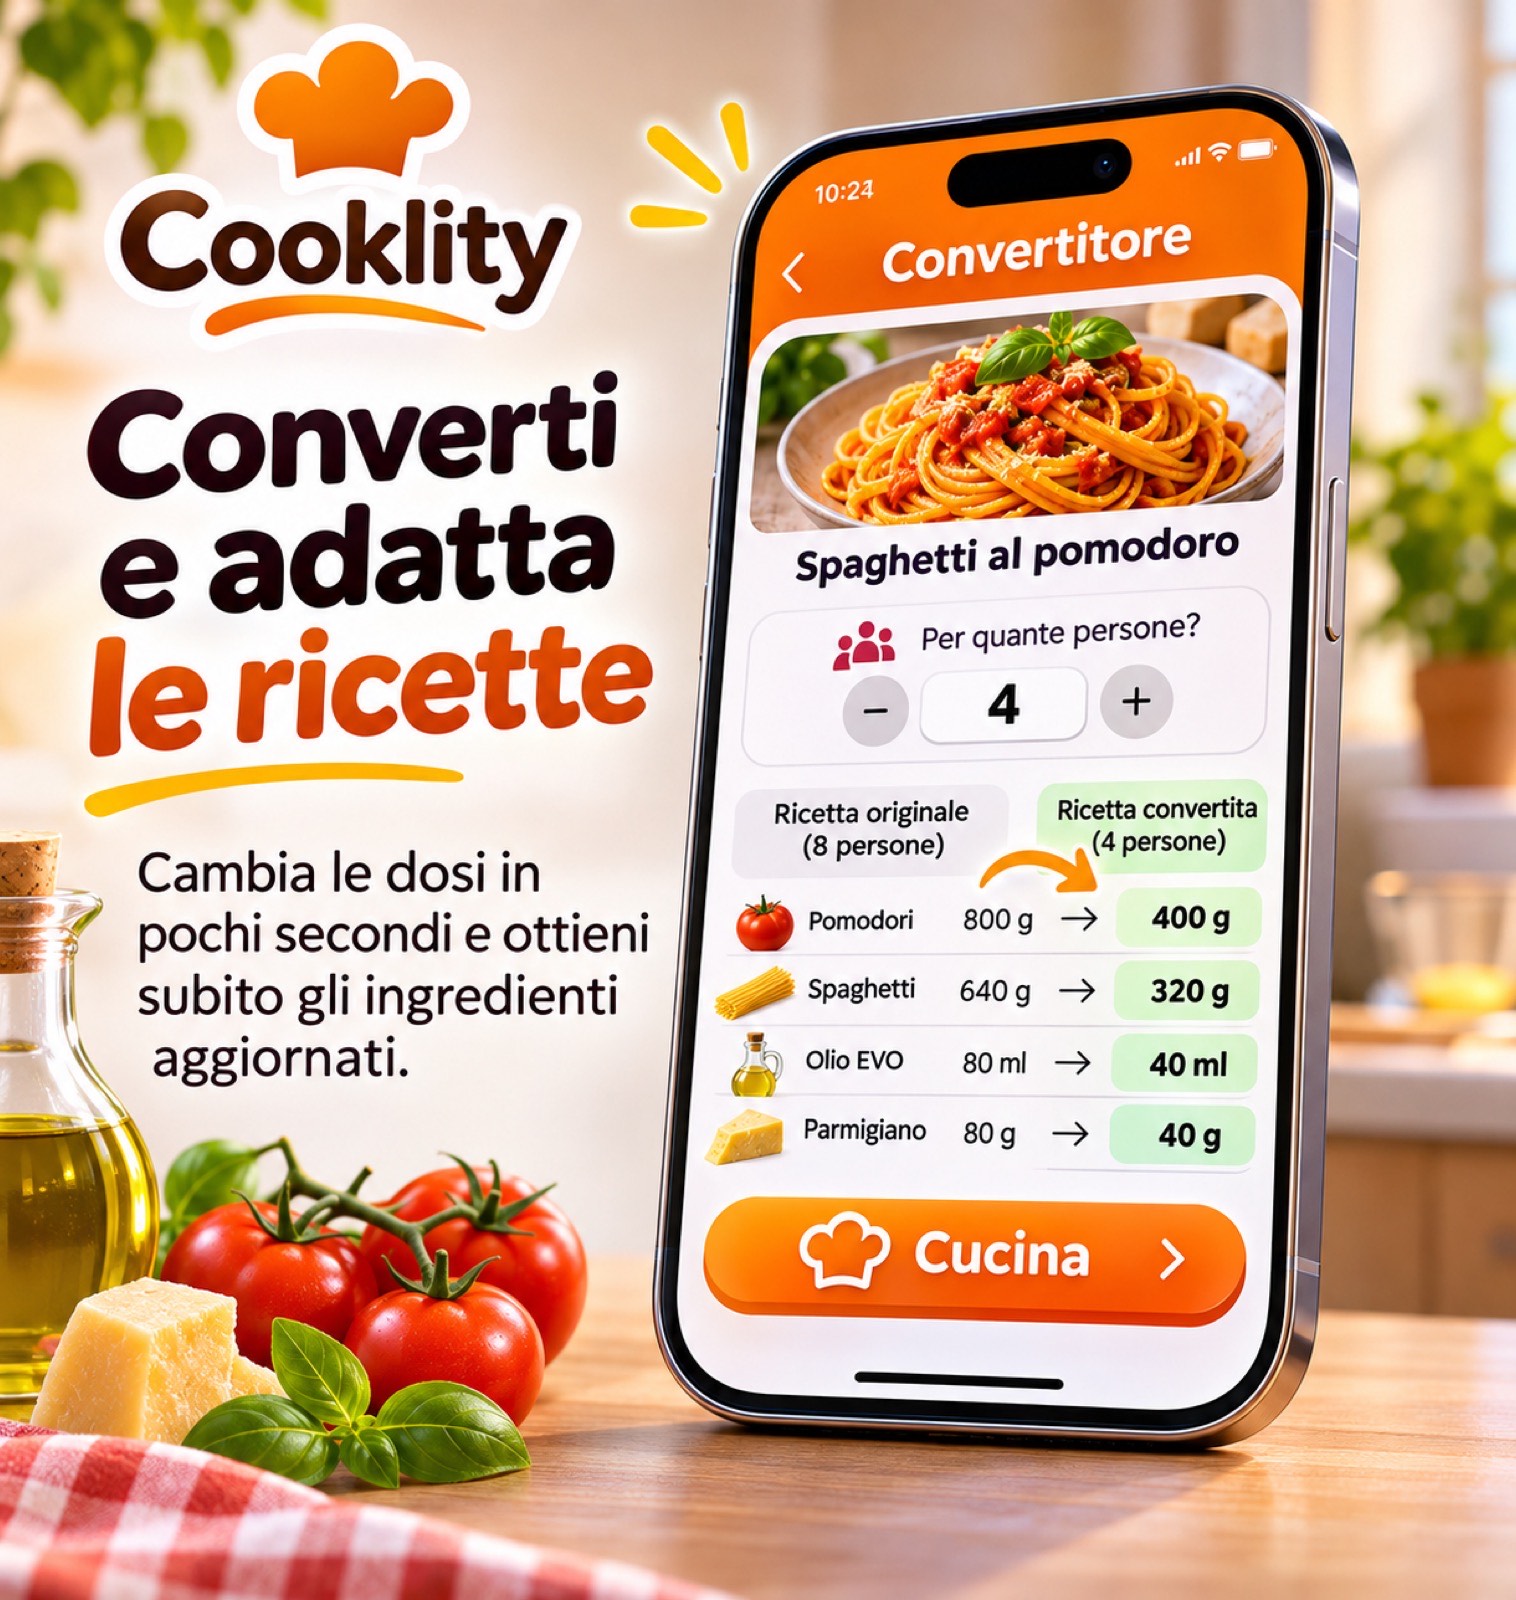 Cooklity
Converti
e adatta
le ricette
Cambia le dosi in
pochi secondi e ottieni
subito gli ingredienti
aggiornati.
10:24
Convertitore
Spaghetti al pomodoro
Per quante persone?
− 4 +
Ricetta originale
(8 persone)
Ricetta convertita
(4 persone)
Pomodori 800 g → 400 g
Spaghetti 640 g → 320 g
Olio EVO 80 ml → 40 ml
Parmigiano 80 g → 40 g
Cucina